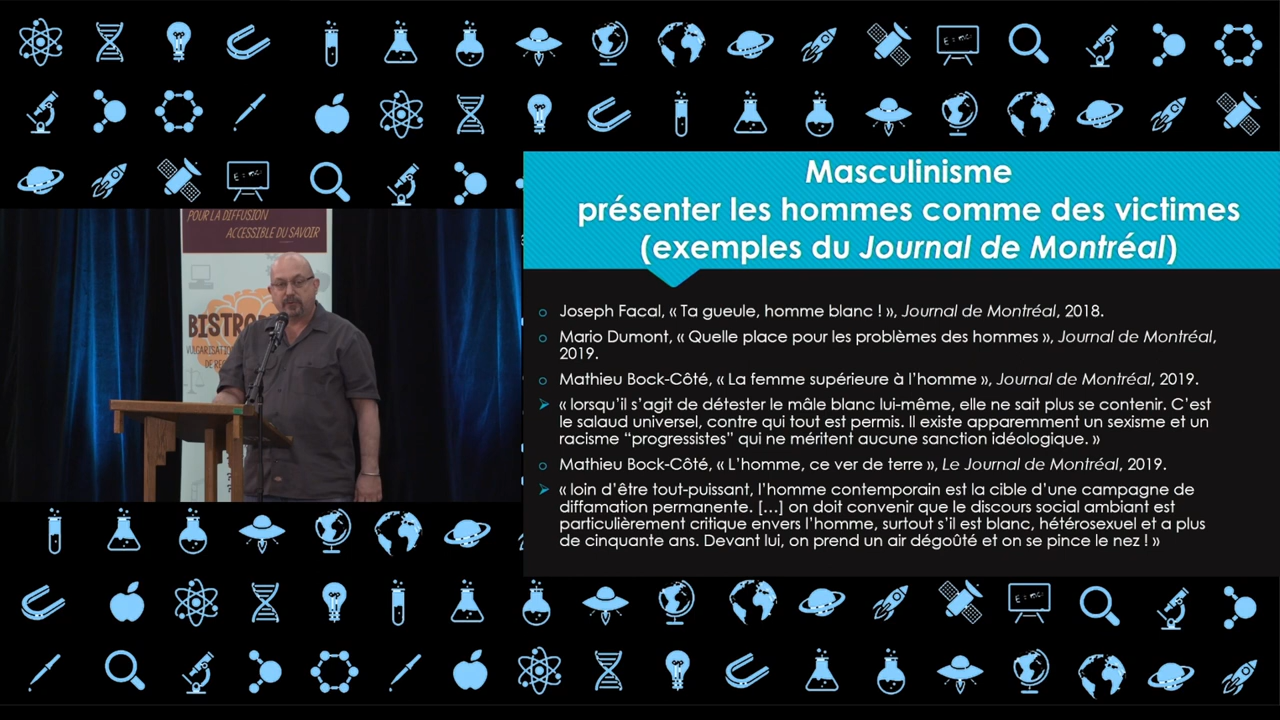 POUR LA DIFFUSION
ACCESSIBLE DU SAVOIR
Masculinisme
présenter les hommes comme des victimes
(exemples du Journal de Montréal)
Joseph Facal, « Ta gueule, homme blanc ! », Journal de Montréal, 2018.
Mario Dumont, « Quelle place pour les problèmes des hommes », Journal de Montréal,
2019.
Mathieu Bock-Côté, « La femme supérieure à l’homme », Journal de Montréal, 2019.
« lorsqu’il s’agit de détester le mâle blanc lui-même, elle ne sait plus se contenir. C’est
le salaud universel, contre qui tout est permis. Il existe apparemment un sexisme et un
racisme “progressistes” qui ne méritent aucune sanction idéologique. »
Mathieu Bock-Côté, « L’homme, ce ver de terre », Le Journal de Montréal, 2019.
« loin d’être tout-puissant, l’homme contemporain est la cible d’une campagne de
diffamation permanente. […] on doit convenir que le discours social ambiant est
particulièrement critique envers l’homme, surtout s’il est blanc, hétérosexuel et a plus
de cinquante ans. Devant lui, on prend un air dégoûté et on se pince le nez ! »